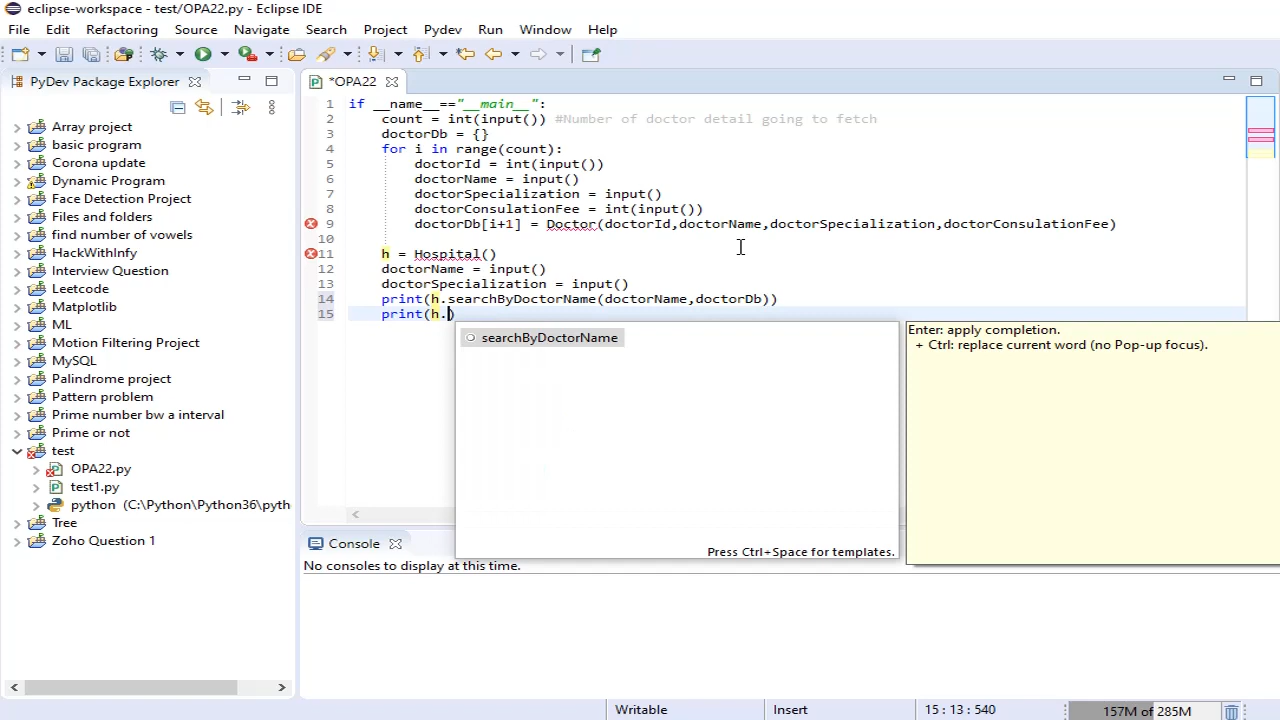 eclipse-workspace - test/OPA22.py - Eclipse IDE
File Edit Refactoring Source Navigate Search Project Pydev Run Window Help
PyDev Package Explorer
*OPA22
Array project
basic program
Corona update
Dynamic Program
Face Detection Project
Files and folders
find number of vowels
HackWithInfy
Interview Question
Leetcode
Matplotlib
ML
Motion Filtering Project
MySQL
Palindrome project
Pattern problem
Prime number bw a interval
Prime or not
test
OPA22.py
test1.py
python (C:\Python\Python36\pyth
Tree
Zoho Question 1
1 if __name__=="__main__":
2 count = int(input()) #Number of doctor detail going to fetch
3 doctorDb = {}
4 for i in range(count):
5 doctorId = int(input())
6 doctorName = input()
7 doctorSpecialization = input()
8 doctorConsulationFee = int(input())
9 doctorDb[i+1] = Doctor(doctorId,doctorName,doctorSpecialization,doctorConsulationFee)
10
11 h = Hospital()
12 doctorName = input()
13 doctorSpecialization = input()
14 print(h.searchByDoctorName(doctorName,doctorDb))
15 print(h.)
searchByDoctorName
Press Ctrl+Space for templates.
Enter: apply completion.
+ Ctrl: replace current word (no Pop-up focus).
Console
No consoles to display at this time.
Writable Insert 15 : 13 : 540 157M of 285M